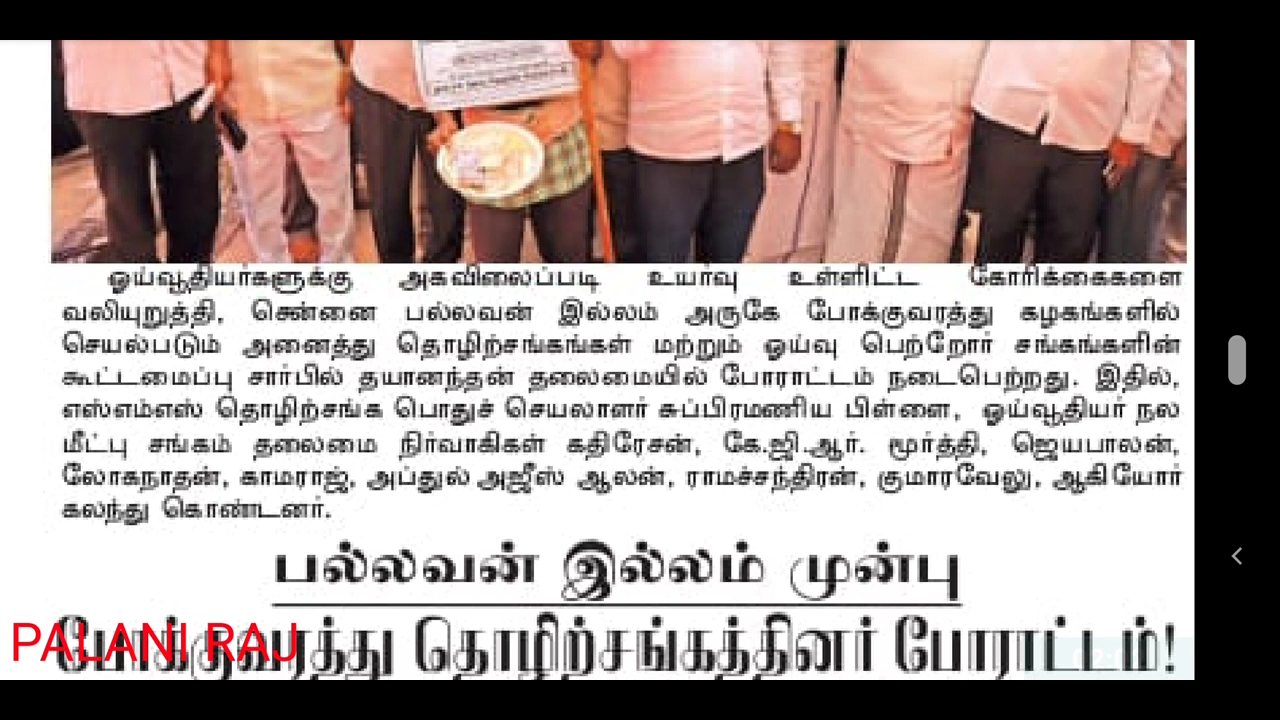 ஓய்வூதியர்களுக்கு அகவிலைப்படி உயர்வு உள்ளிட்ட கோரிக்கைகளை
வலியுறுத்தி, சென்னை பல்லவன் இல்லம் அருகே போக்குவரத்து கழகங்களில்
செயல்படும் அனைத்து தொழிற்சங்கங்கள் மற்றும் ஓய்வு பெற்றோர் சங்கங்களின்
கூட்டமைப்பு சார்பில் தயானந்தன் தலைமையில் போராட்டம் நடைபெற்றது. இதில்,
எஸ்எம்எஸ் தொழிற்சங்க பொதுச் செயலாளர் சுப்பிரமணிய பிள்ளை, ஓய்வூதியர் நல
மீட்பு சங்கம் தலைமை நிர்வாகிகள் கதிரேசன், கே.ஜி.ஆர். மூர்த்தி, ஜெயபாலன்,
லோகநாதன், காமராஜ், அப்துல் அஜீஸ் ஆலன், ராமச்சந்திரன், குமாரவேலு, ஆகியோர்
கலந்து கொண்டனர்.
பல்லவன் இல்லம் முன்பு
போக்குவரத்து தொழிற்சங்கத்தினர் போராட்டம்!
PALANI RAJ